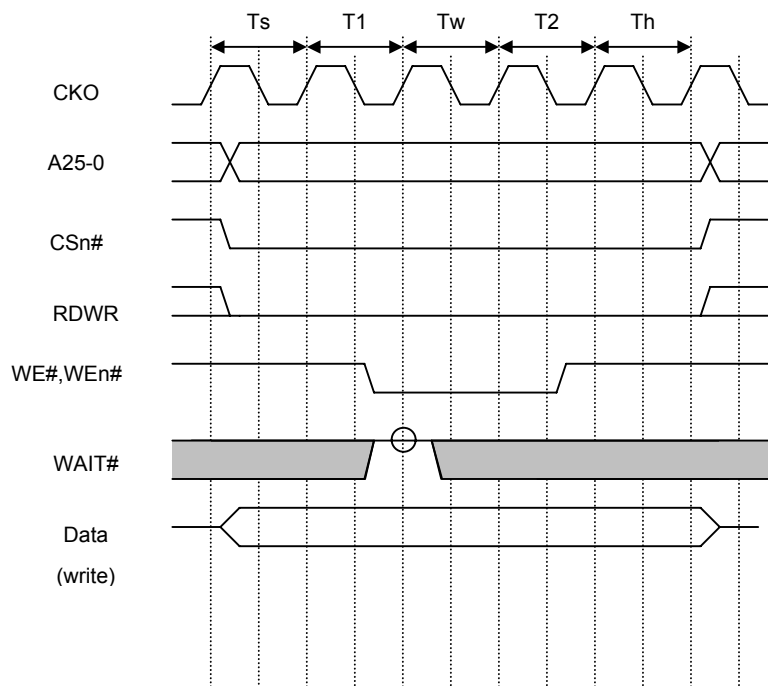 Ts T1 Tw T2 Th
CKO
A25-0
CSn#
RDWR
WE#,WEn#
WAIT#
Data
(write)